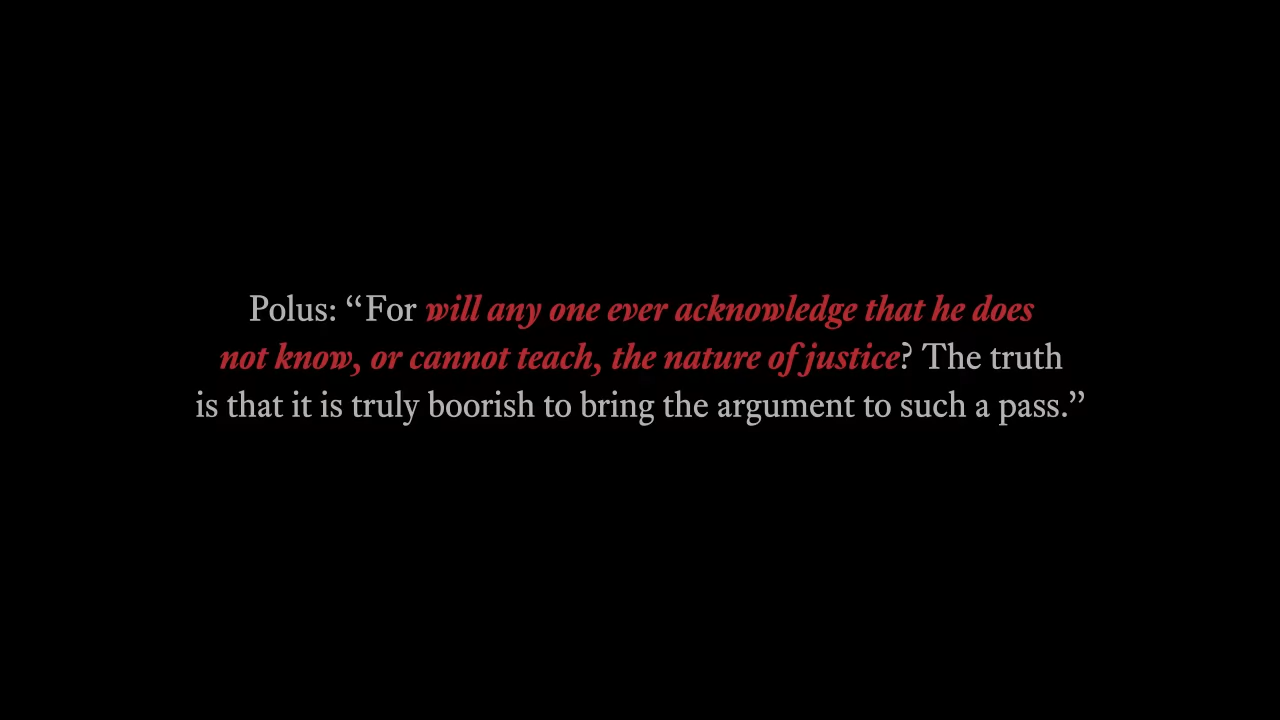 Polus: “For will any one ever acknowledge that he does
not know, or cannot teach, the nature of justice? The truth
is that it is truly boorish to bring the argument to such a pass.”